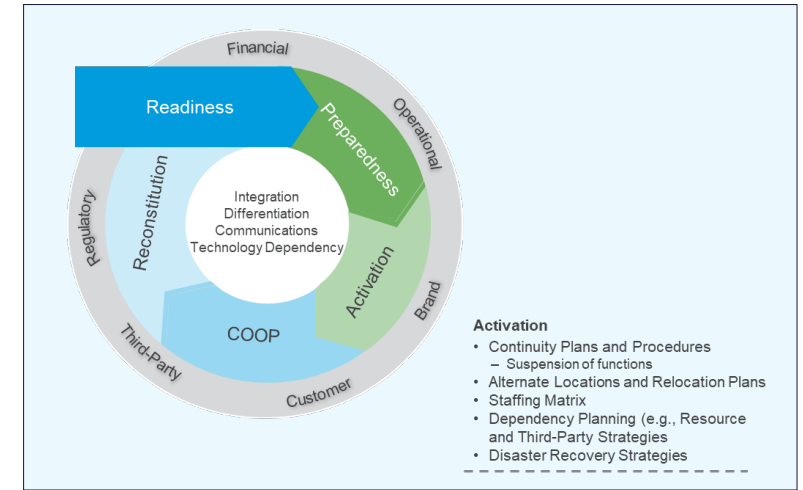 Financial
Readiness
Preparedness
Operational
Regulatory
Reconstitution
Integration
Differentiation
Communications
Technology Dependency
Activation
Brand
COOP
Third-Party
Customer
Activation
• Continuity Plans and Procedures
– Suspension of functions
• Alternate Locations and Relocation Plans
• Staffing Matrix
• Dependency Planning (e.g., Resource
and Third-Party Strategies
• Disaster Recovery Strategies